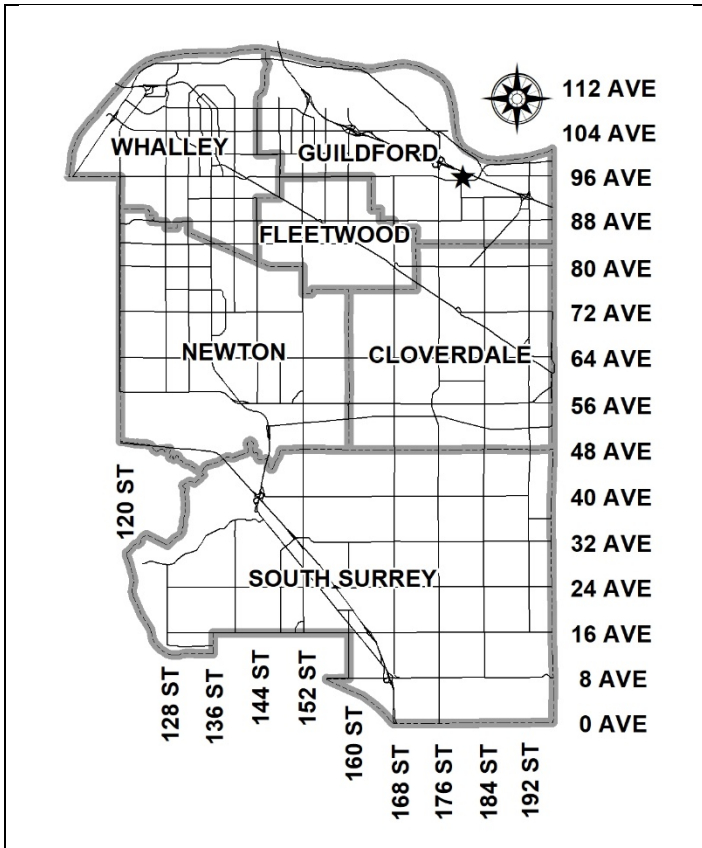 112 AVE
104 AVE
WHALLEY
GUILDFORD
96 AVE
88 AVE
FLEETWOOD
80 AVE
72 AVE
NEWTON
CLOVERDALE
64 AVE
56 AVE
48 AVE
120 ST
40 AVE
32 AVE
SOUTH SURREY
24 AVE
16 AVE
8 AVE
0 AVE
128 ST
136 ST
144 ST
152 ST
160 ST
168 ST
176 ST
184 ST
192 ST